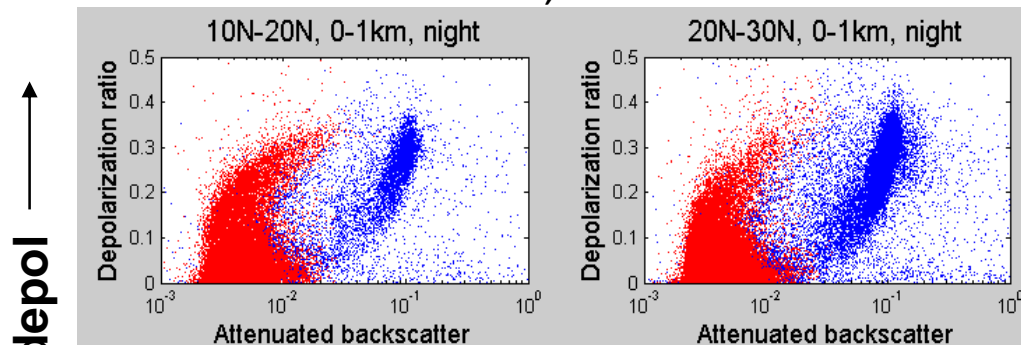 10N-20N, 0-1km, night
Depolarization ratio
0.5
0.4
0.3
0.2
0.1
0
10^-3
10^-2
10^-1
10^0
Attenuated backscatter
20N-30N, 0-1km, night
Depolarization ratio
0.5
0.4
0.3
0.2
0.1
0
10^-3
10^-2
10^-1
10^0
Attenuated backscatter
depol